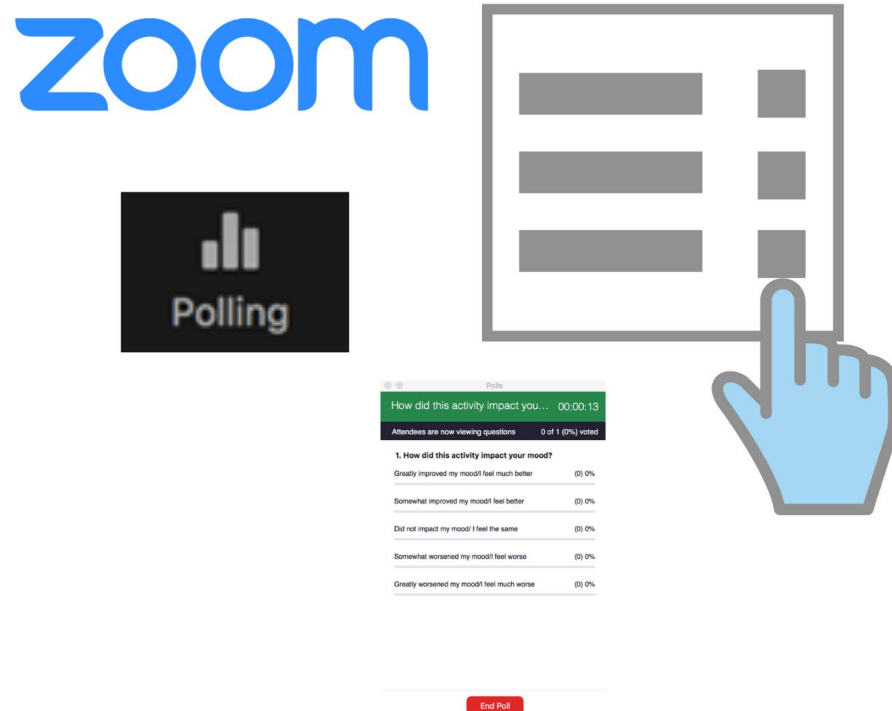 zoom
Polling
Polls
How did this activity impact you... 00:00:13
Attendees are now viewing questions 0 of 1 (0%) voted
1. How did this activity impact your mood?
Greatly improved my mood/I feel much better (0) 0%
Somewhat improved my mood/I feel better (0) 0%
Did not impact my mood/ I feel the same (0) 0%
Somewhat worsened my mood/I feel worse (0) 0%
Greatly worsened my mood/I feel much worse (0) 0%
End Poll